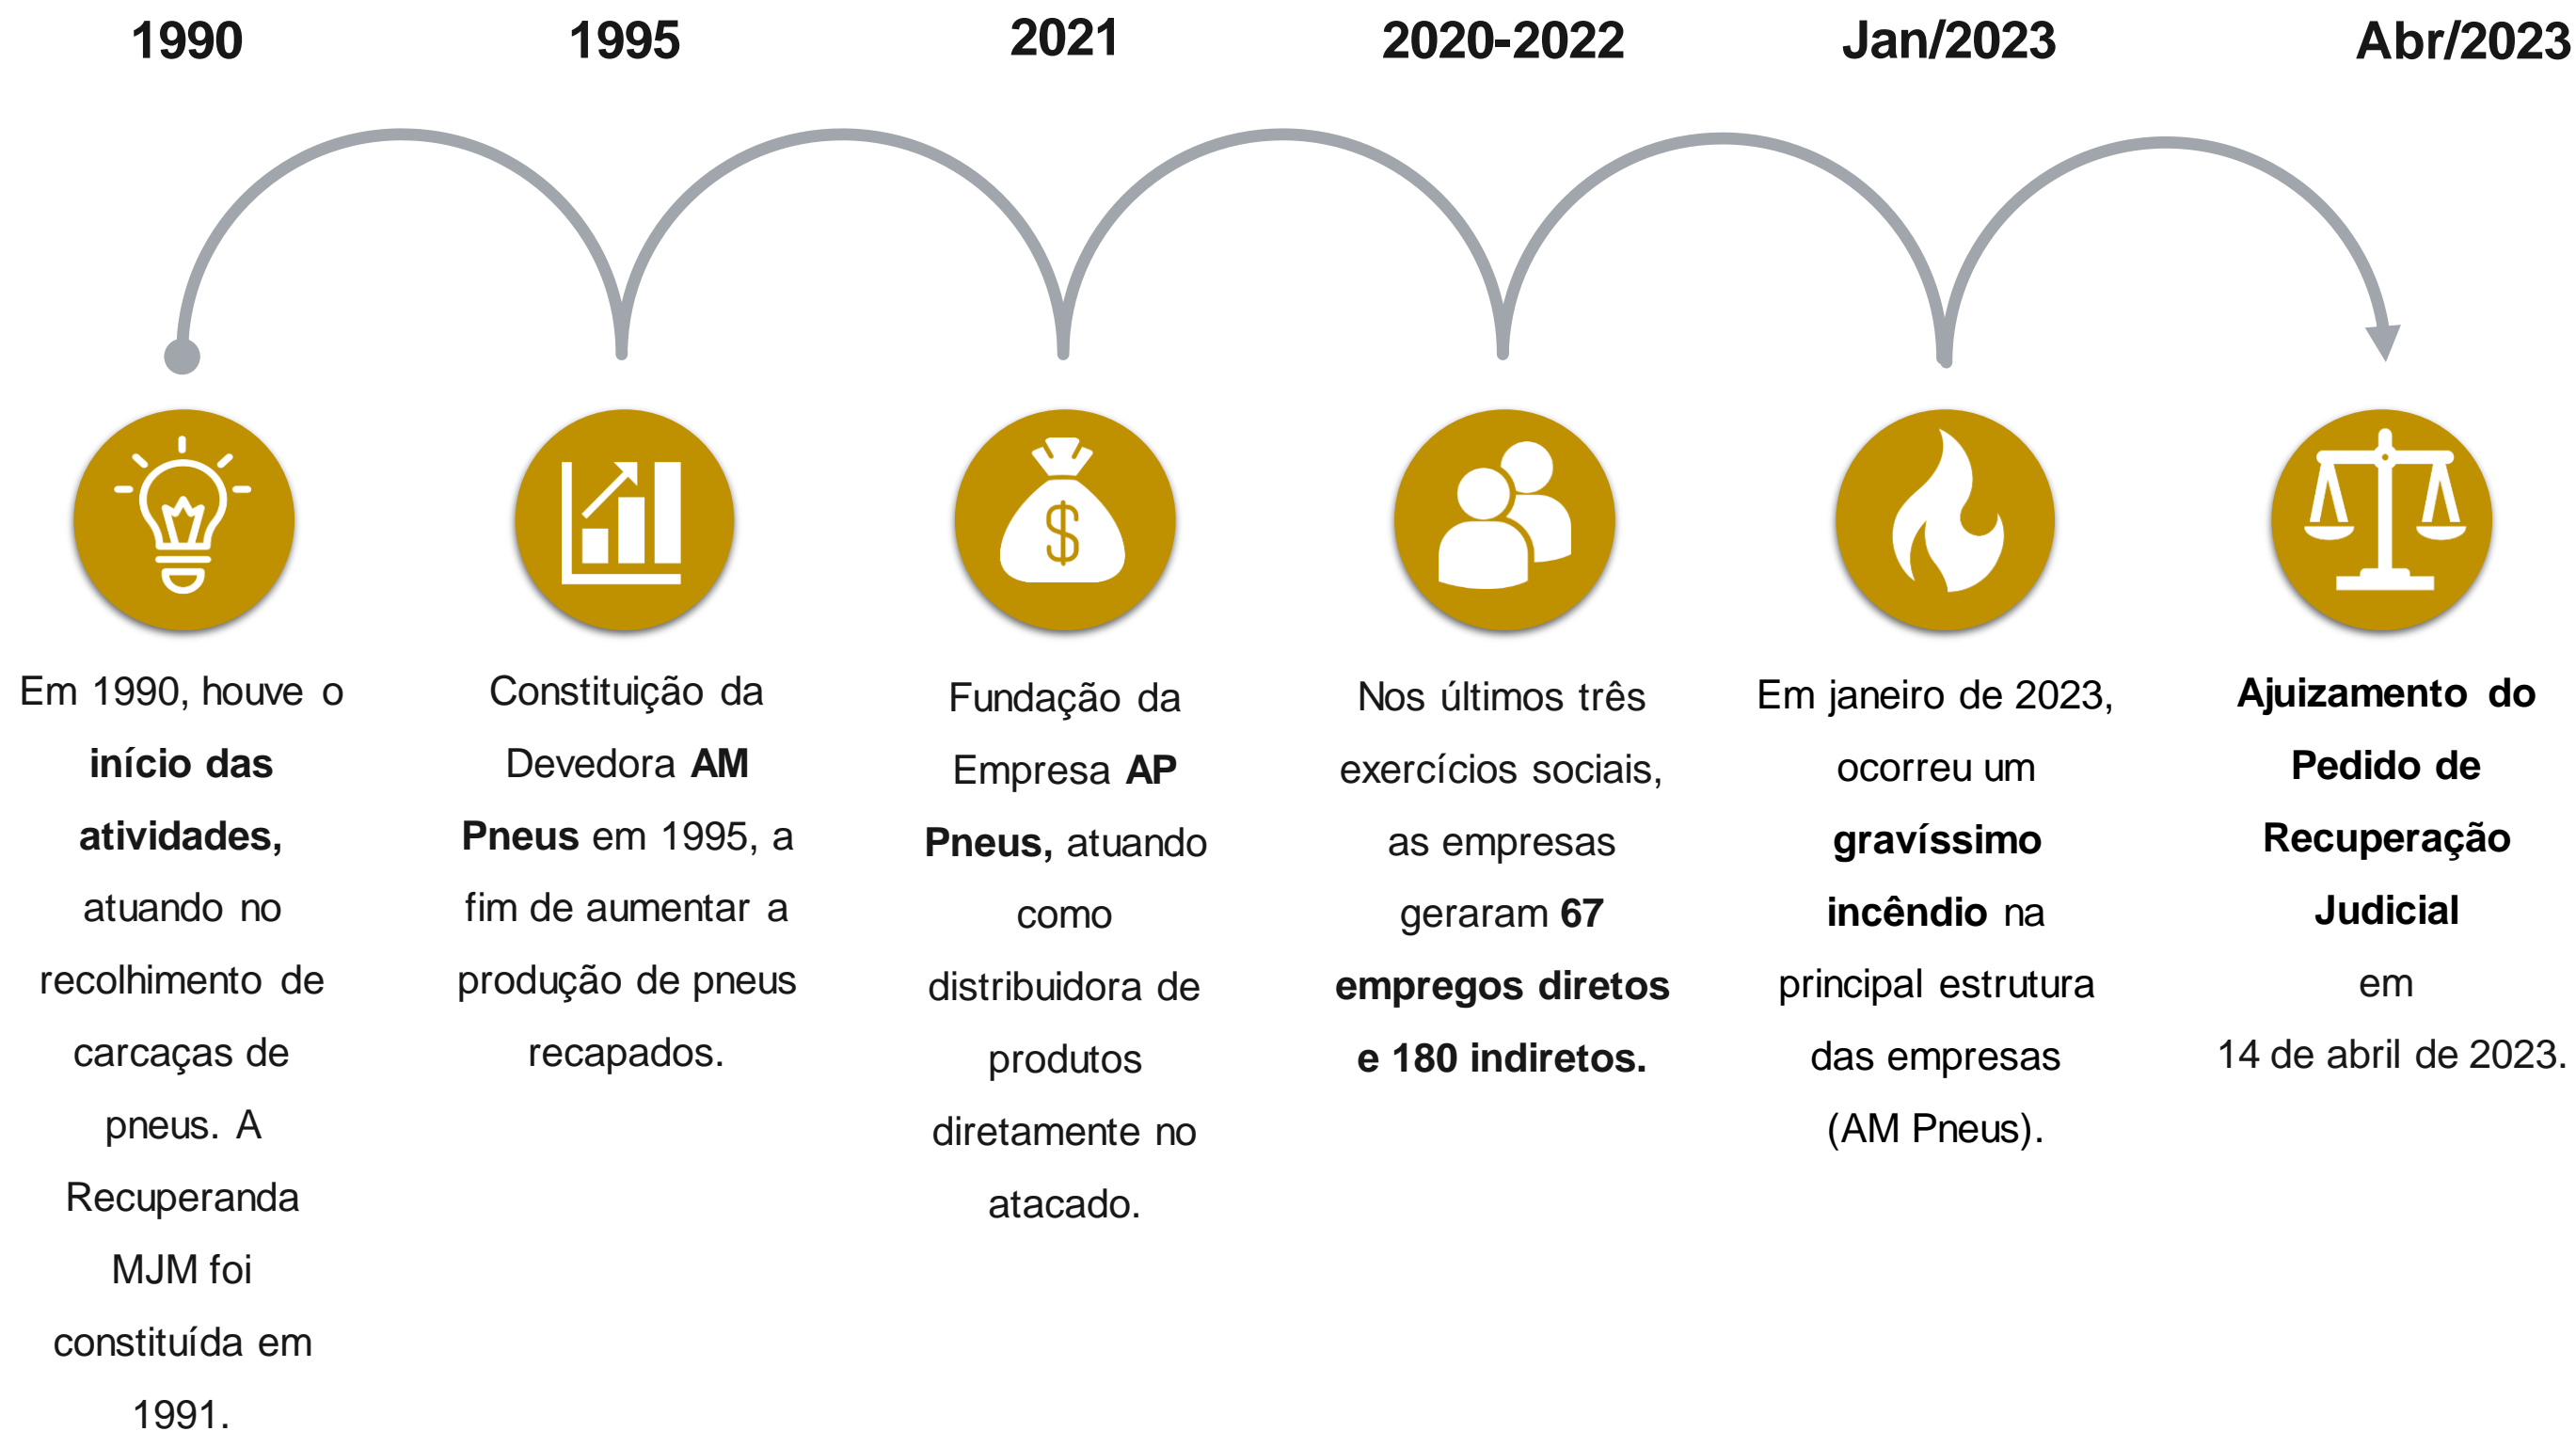 1990
1995
2021
2020-2022
Jan/2023
Abr/2023
Em 1990, houve o
início das
atividades,
atuando no
recolhimento de
carcaças de
pneus. A
Recuperanda
MJM foi
constituída em
1991.
Constituição da
Devedora AM
Pneus em 1995, a
fim de aumentar a
produção de pneus
recapados.
$
Fundação da
Empresa AP
Pneus, atuando
como
distribuidora de
produtos
diretamente no
atacado.
Nos últimos três
exercícios sociais,
as empresas
geraram 67
empregos diretos
e 180 indiretos.
Em janeiro de 2023,
ocorreu um
gravíssimo
incêndio na
principal estrutura
das empresas
(AM Pneus).
Ajuizamento do
Pedido de
Recuperação
Judicial
em
14 de abril de 2023.